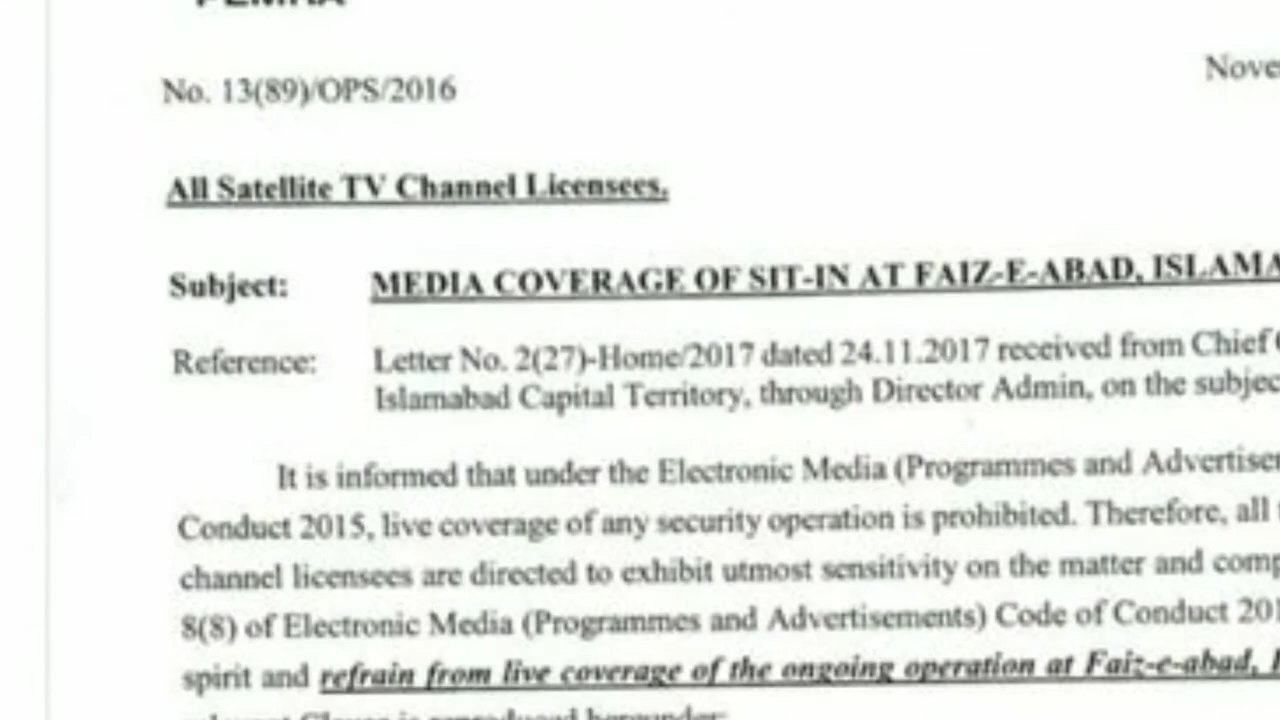 PEMRA
No. 13(89)/OPS/2016
Nove
All Satellite TV Channel Licensees.
Subject: MEDIA COVERAGE OF SIT-IN AT FAIZ-E-ABAD, ISLAMA
Reference: Letter No. 2(27)-Home/2017 dated 24.11.2017 received from Chief
Islamabad Capital Territory, through Director Admin, on the subjec
It is informed that under the Electronic Media (Programmes and Advertise
Conduct 2015, live coverage of any security operation is prohibited. Therefore, all
channel licensees are directed to exhibit utmost sensitivity on the matter and comp
8(8) of Electronic Media (Programmes and Advertisements) Code of Conduct 201
spirit and refrain from live coverage of the ongoing operation at Faiz-e-abad,